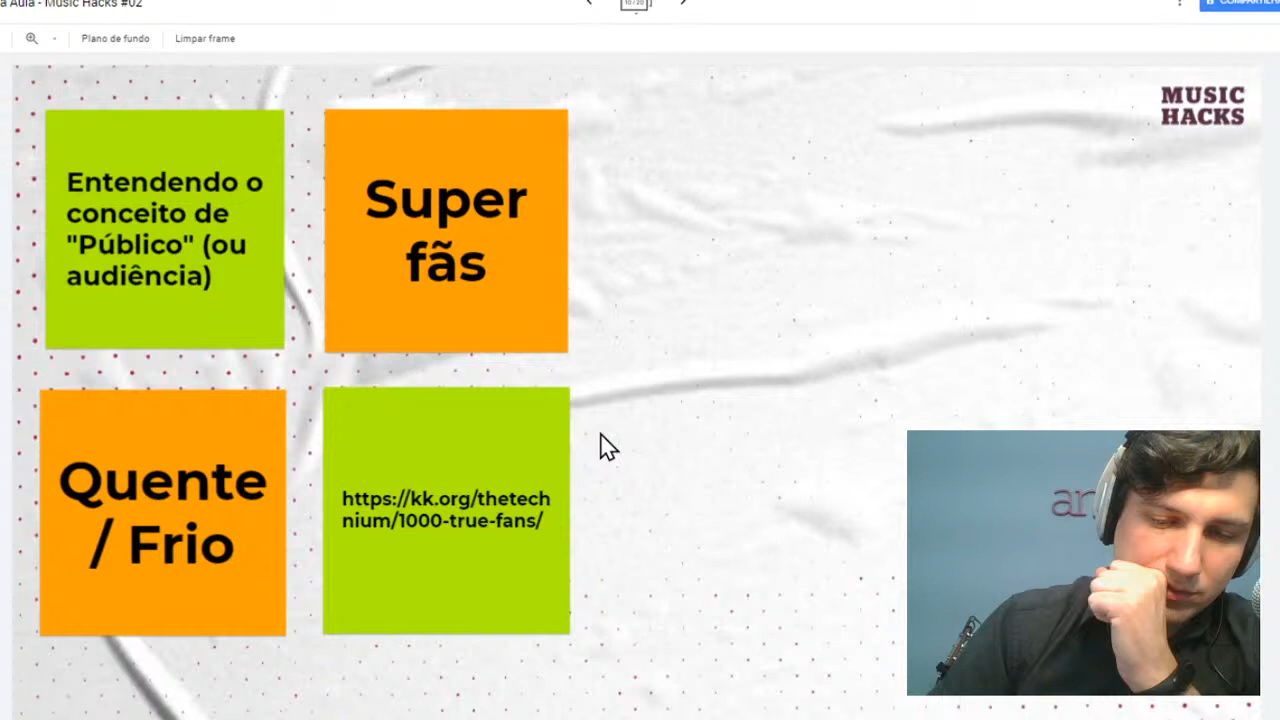 a Aula - Music Hacks #02
Plano de fundo
Limpar frame
MUSIC
HACKS
Entendendo o
conceito de
"Público" (ou
audiência)
Super
fãs
Quente
/ Frio
https://kk.org/thetech
nium/1000-true-fans/